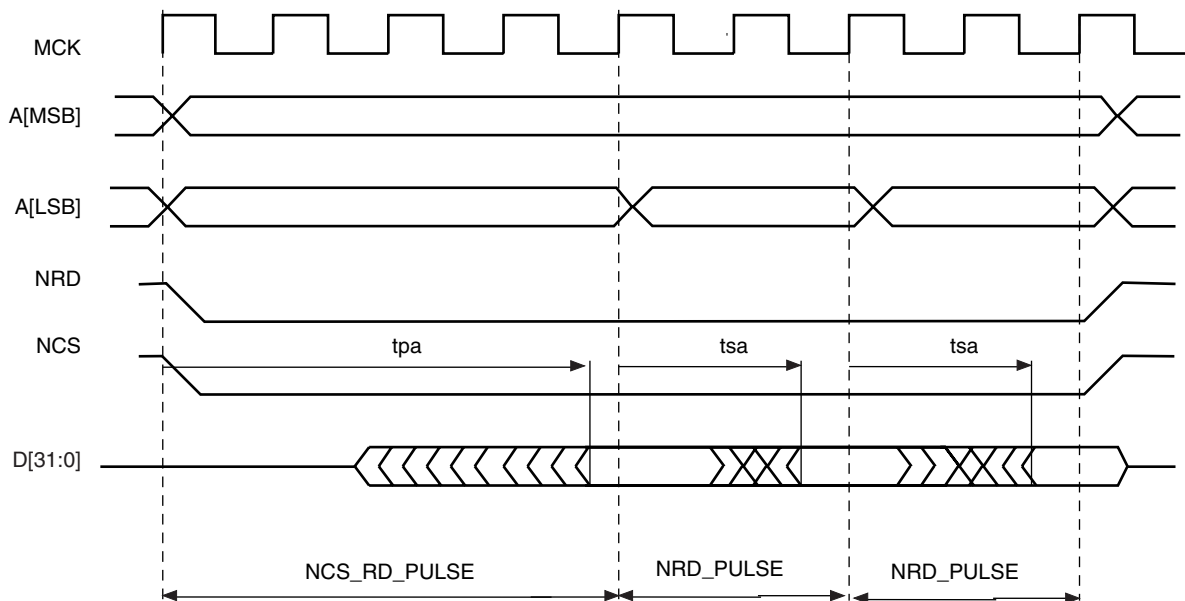 MCK
A[MSB]
A[LSB]
NRD
NCS
tpa
tsa
tsa
D[31:0]
NCS_RD_PULSE
NRD_PULSE
NRD_PULSE